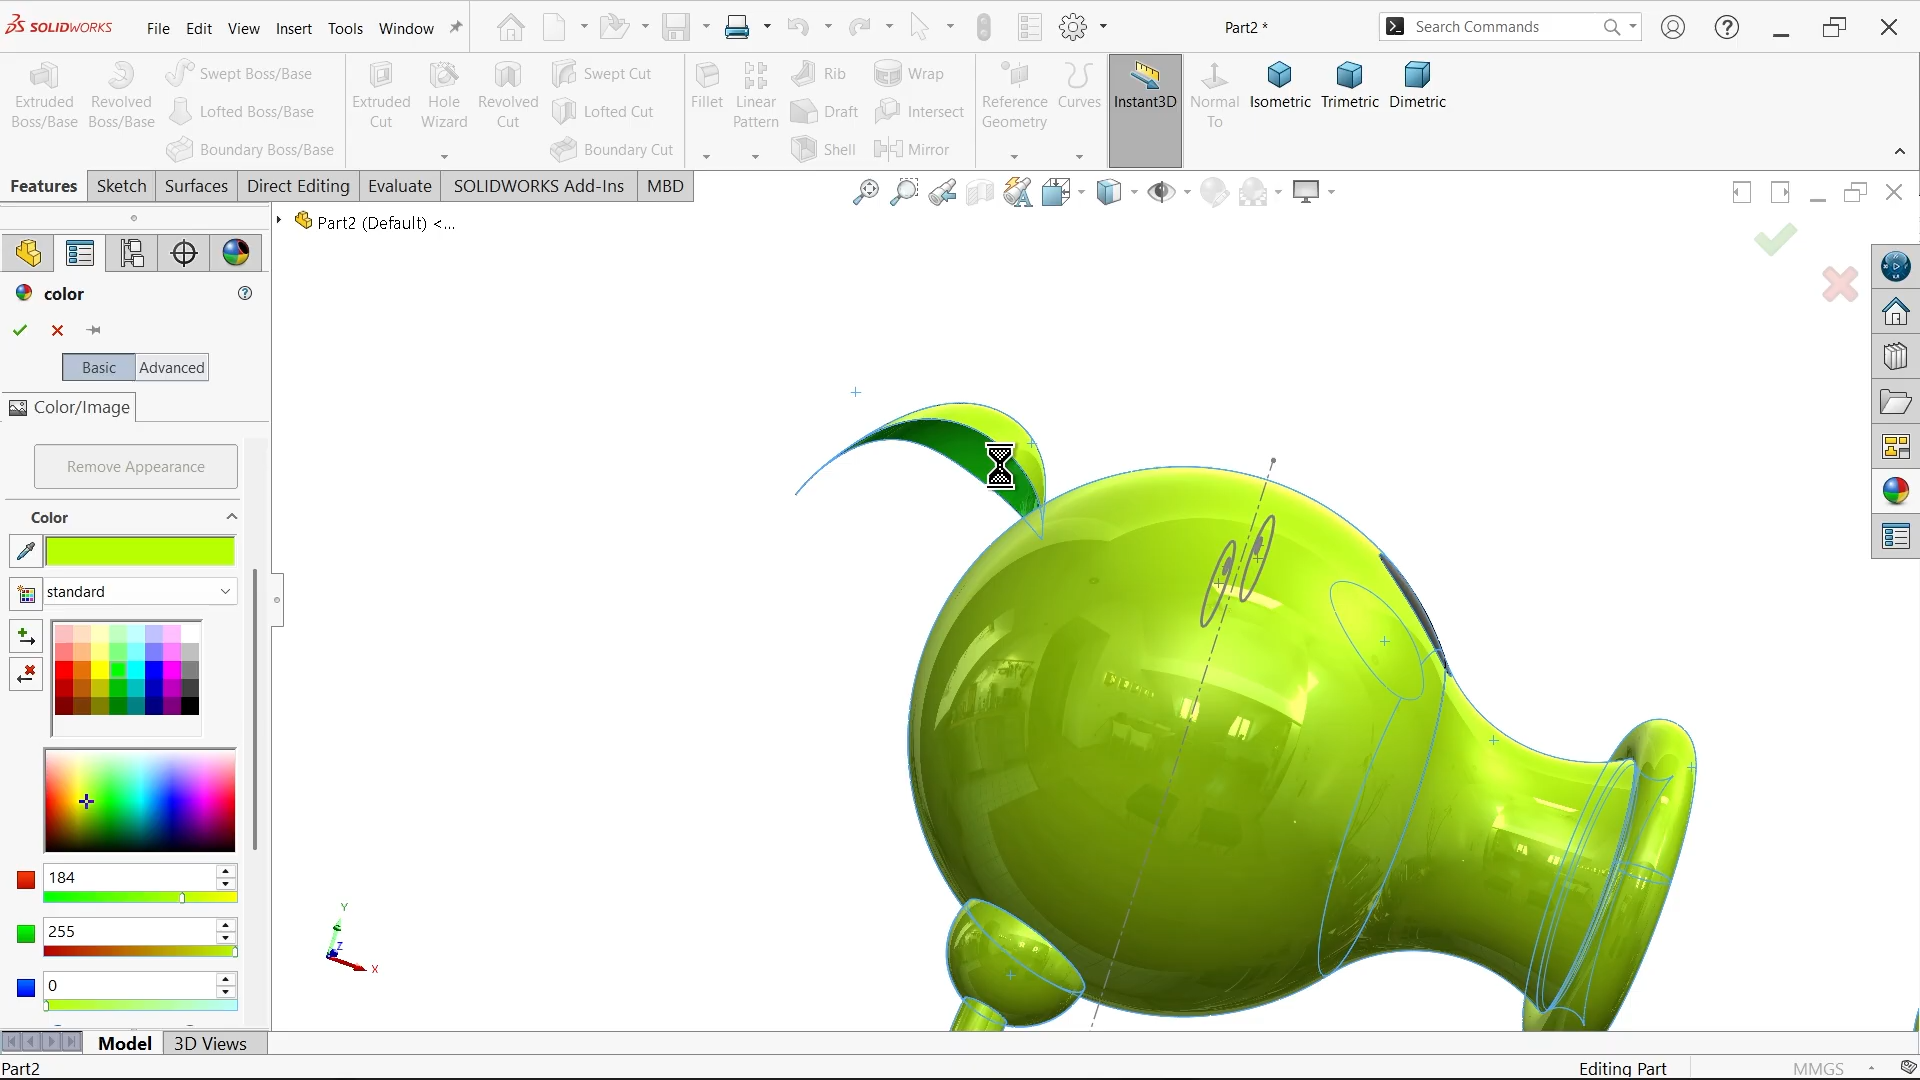 SOLIDWORKS File Edit View Insert Tools Window Part2 * Search Commands
Extruded Boss/Base
Revolved Boss/Base
Swept Boss/Base
Lofted Boss/Base
Boundary Boss/Base
Extruded Cut
Hole Wizard
Revolved Cut
Swept Cut
Lofted Cut
Boundary Cut
Fillet
Linear Pattern
Rib
Draft
Shell
Wrap
Intersect
Mirror
Reference Geometry
Curves
Instant3D
Normal To
Isometric
Trimetric
Dimetric
Features Sketch Surfaces Direct Editing Evaluate SOLIDWORKS Add-Ins MBD
Part2 (Default) <...
color
Basic Advanced
Color/Image
Remove Appearance
Color
standard
184
255
0
Y
Z
X
Model 3D Views
Part2 Editing Part MMGS